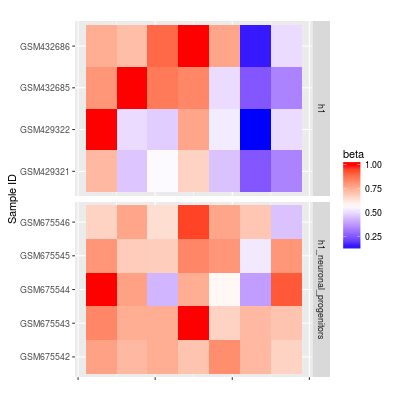 GSM432686
GSM432685
GSM429322
GSM429321
h1
GSM675546
GSM675545
GSM675544
GSM675543
GSM675542
h1_neuronal_progenitors
Sample ID
beta
1.00
0.75
0.50
0.25